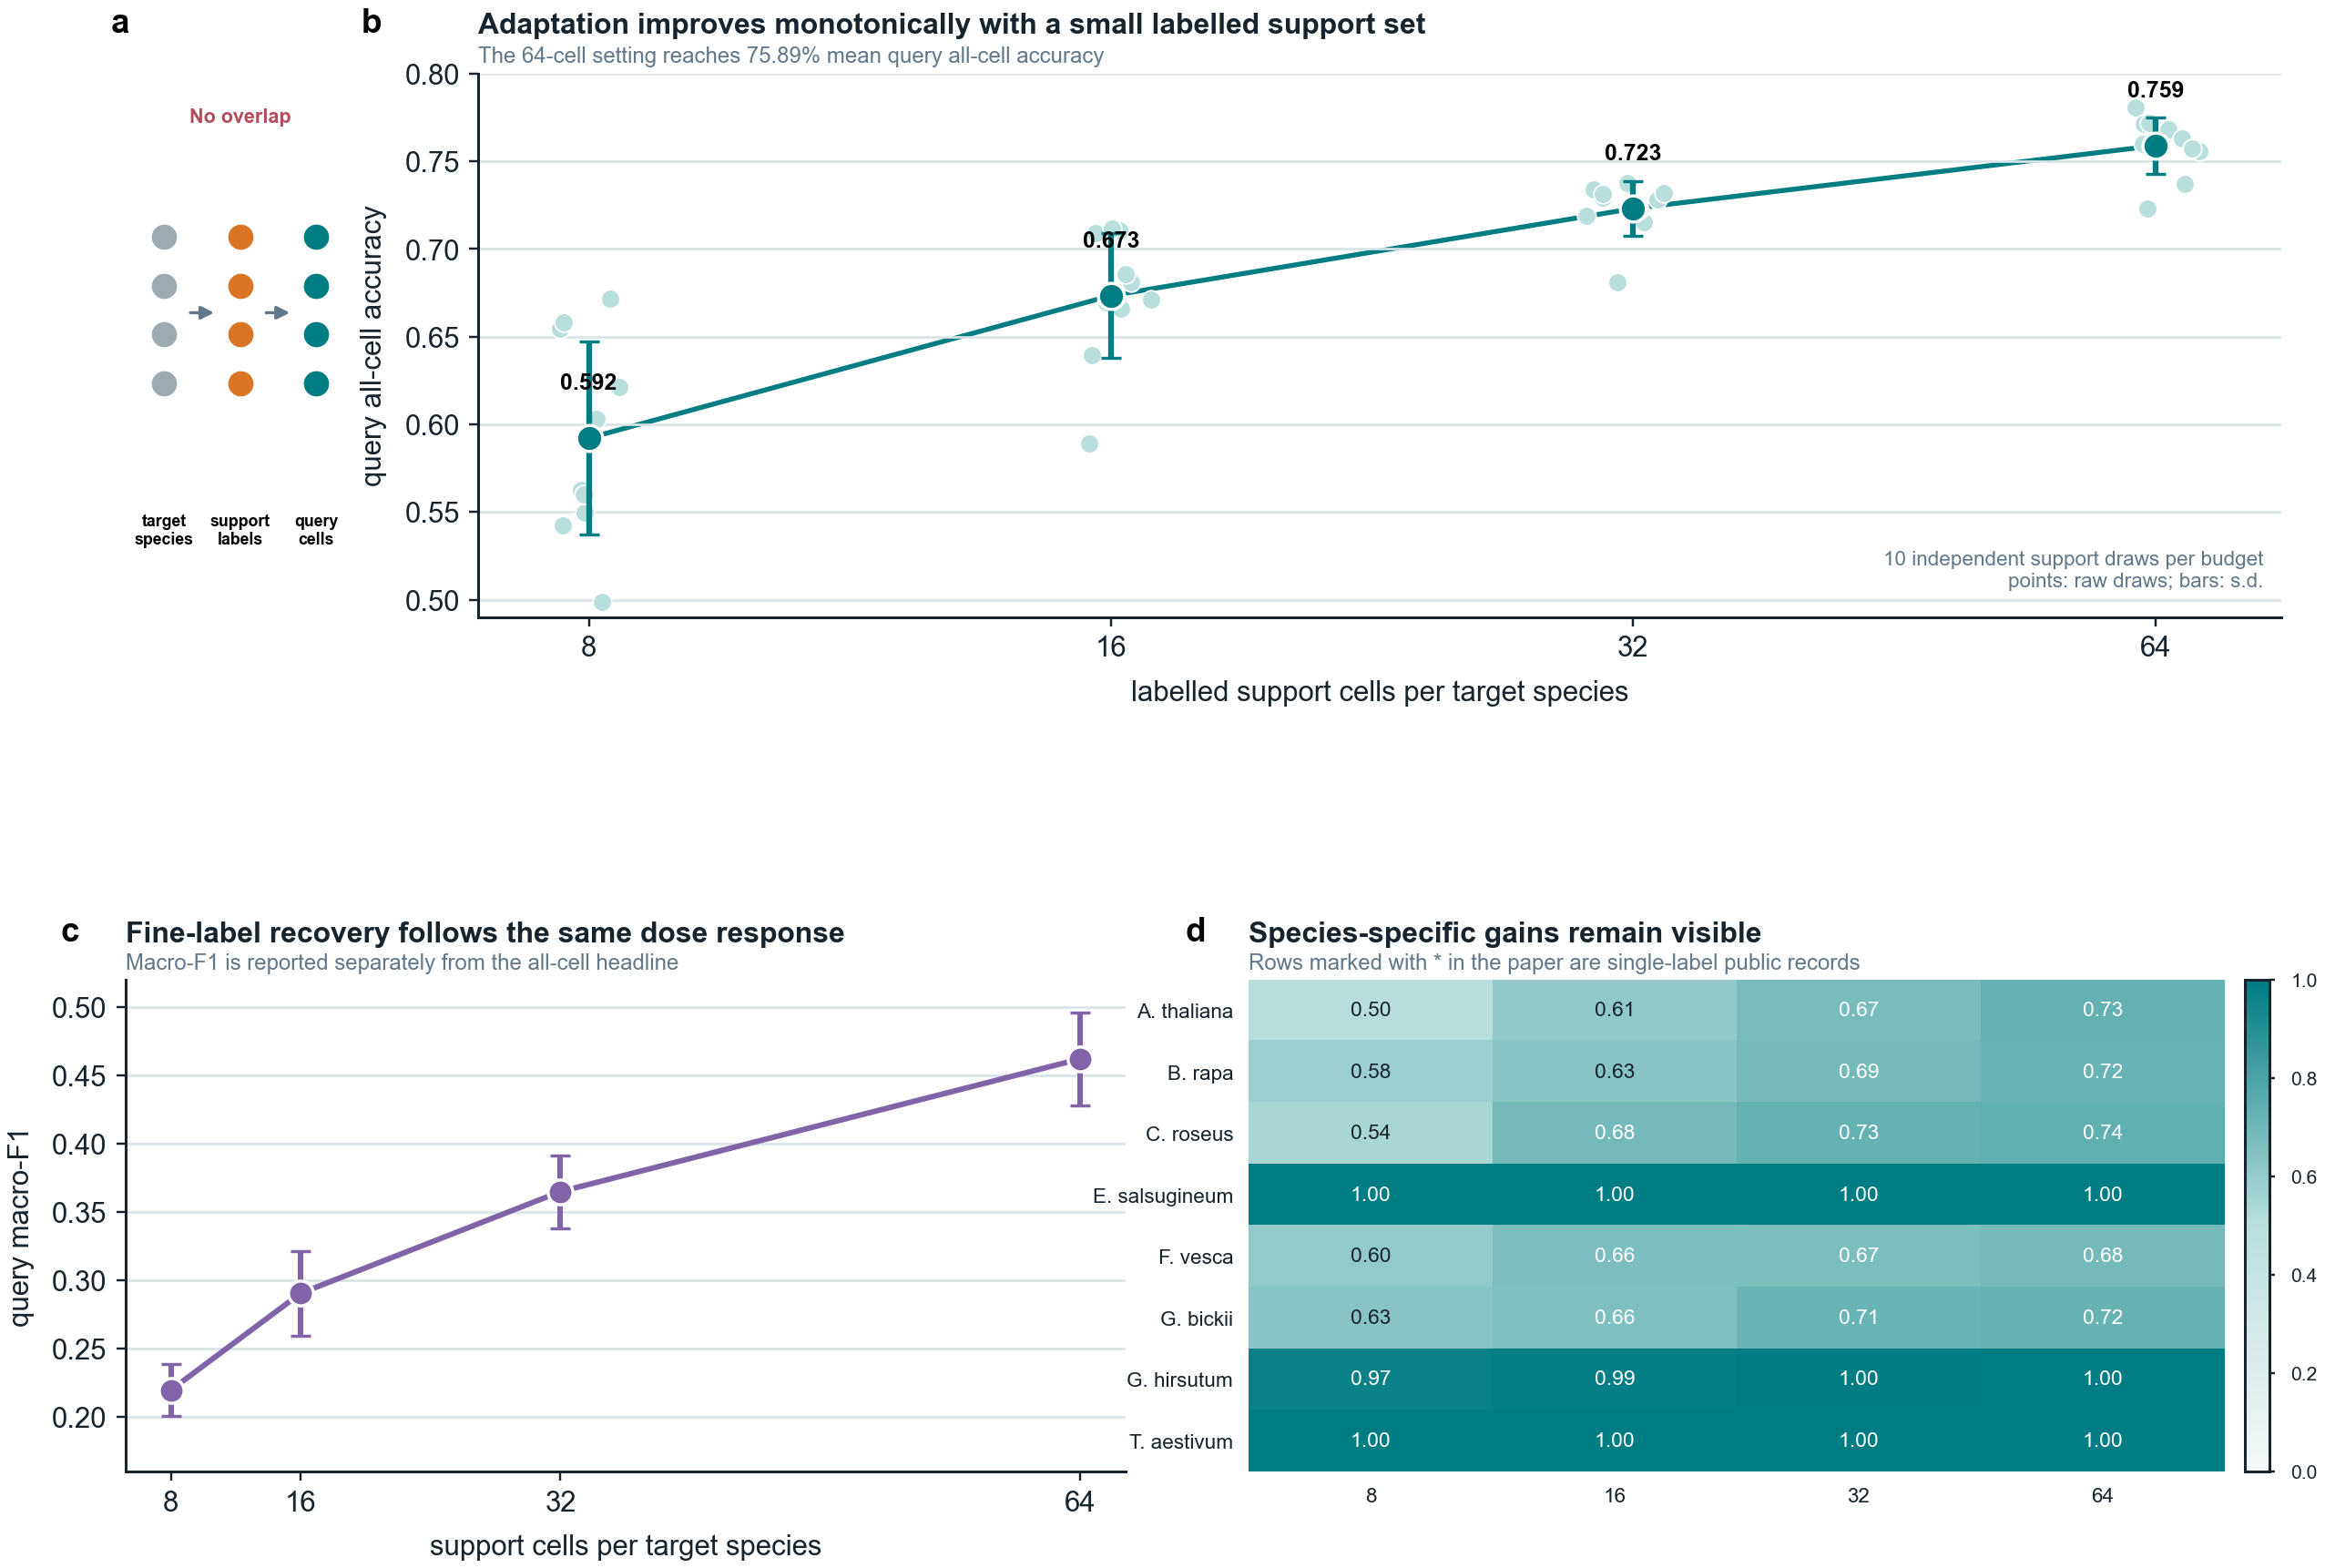 a
No overlap
target
species
support
labels
query
cells
b
Adaptation improves monotonically with a small labelled support set
The 64-cell setting reaches 75.89% mean query all-cell accuracy
query all-cell accuracy
0.80
0.75
0.70
0.65
0.60
0.55
0.50
0.592
0.673
0.723
0.759
10 independent support draws per budget
points: raw draws; bars: s.d.
8 16 32 64
labelled support cells per target species
c
Fine-label recovery follows the same dose response
Macro-F1 is reported separately from the all-cell headline
query macro-F1
0.50
0.45
0.40
0.35
0.30
0.25
0.20
8 16 32 64
support cells per target species
d
Species-specific gains remain visible
Rows marked with * in the paper are single-label public records
A. thaliana 0.50 0.61 0.67 0.73
B. rapa 0.58 0.63 0.69 0.72
C. roseus 0.54 0.68 0.73 0.74
E. salsugineum 1.00 1.00 1.00 1.00
F. vesca 0.60 0.66 0.67 0.68
G. bickii 0.63 0.66 0.71 0.72
G. hirsutum 0.97 0.99 1.00 1.00
T. aestivum 1.00 1.00 1.00 1.00
8 16 32 64
1.0
0.8
0.6
0.4
0.2
0.0